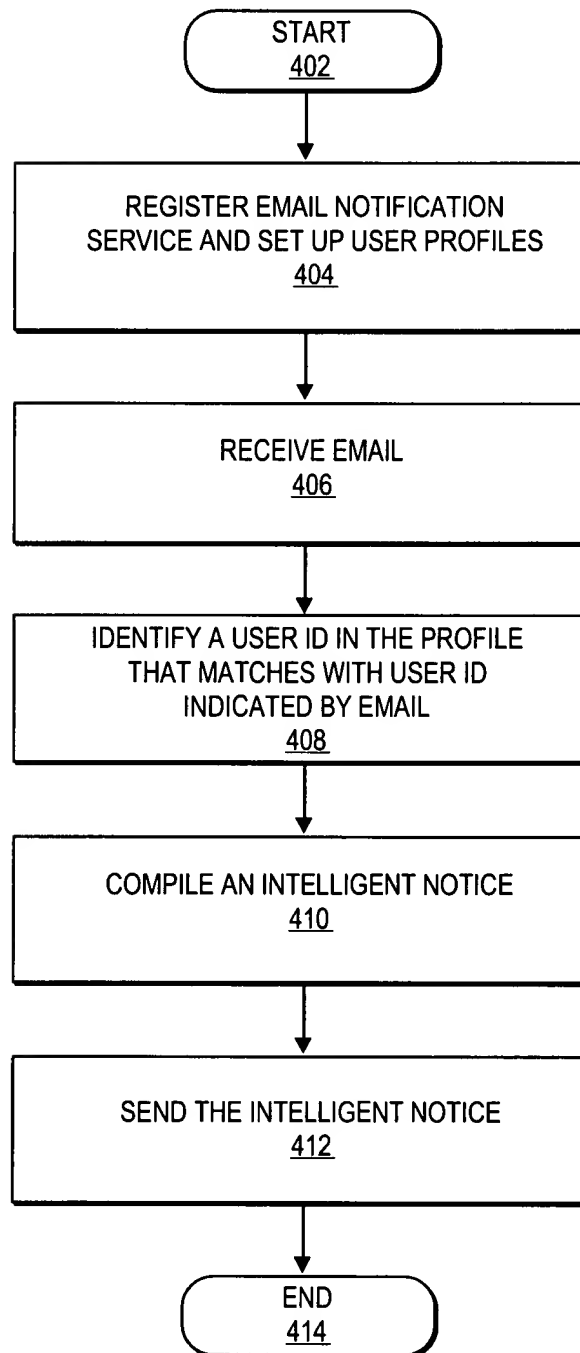 START
402
REGISTER EMAIL NOTIFICATION
SERVICE AND SET UP USER PROFILES
404
RECEIVE EMAIL
406
IDENTIFY A USER ID IN THE PROFILE
THAT MATCHES WITH USER ID
INDICATED BY EMAIL
408
COMPILE AN INTELLIGENT NOTICE
410
SEND THE INTELLIGENT NOTICE
412
END
414